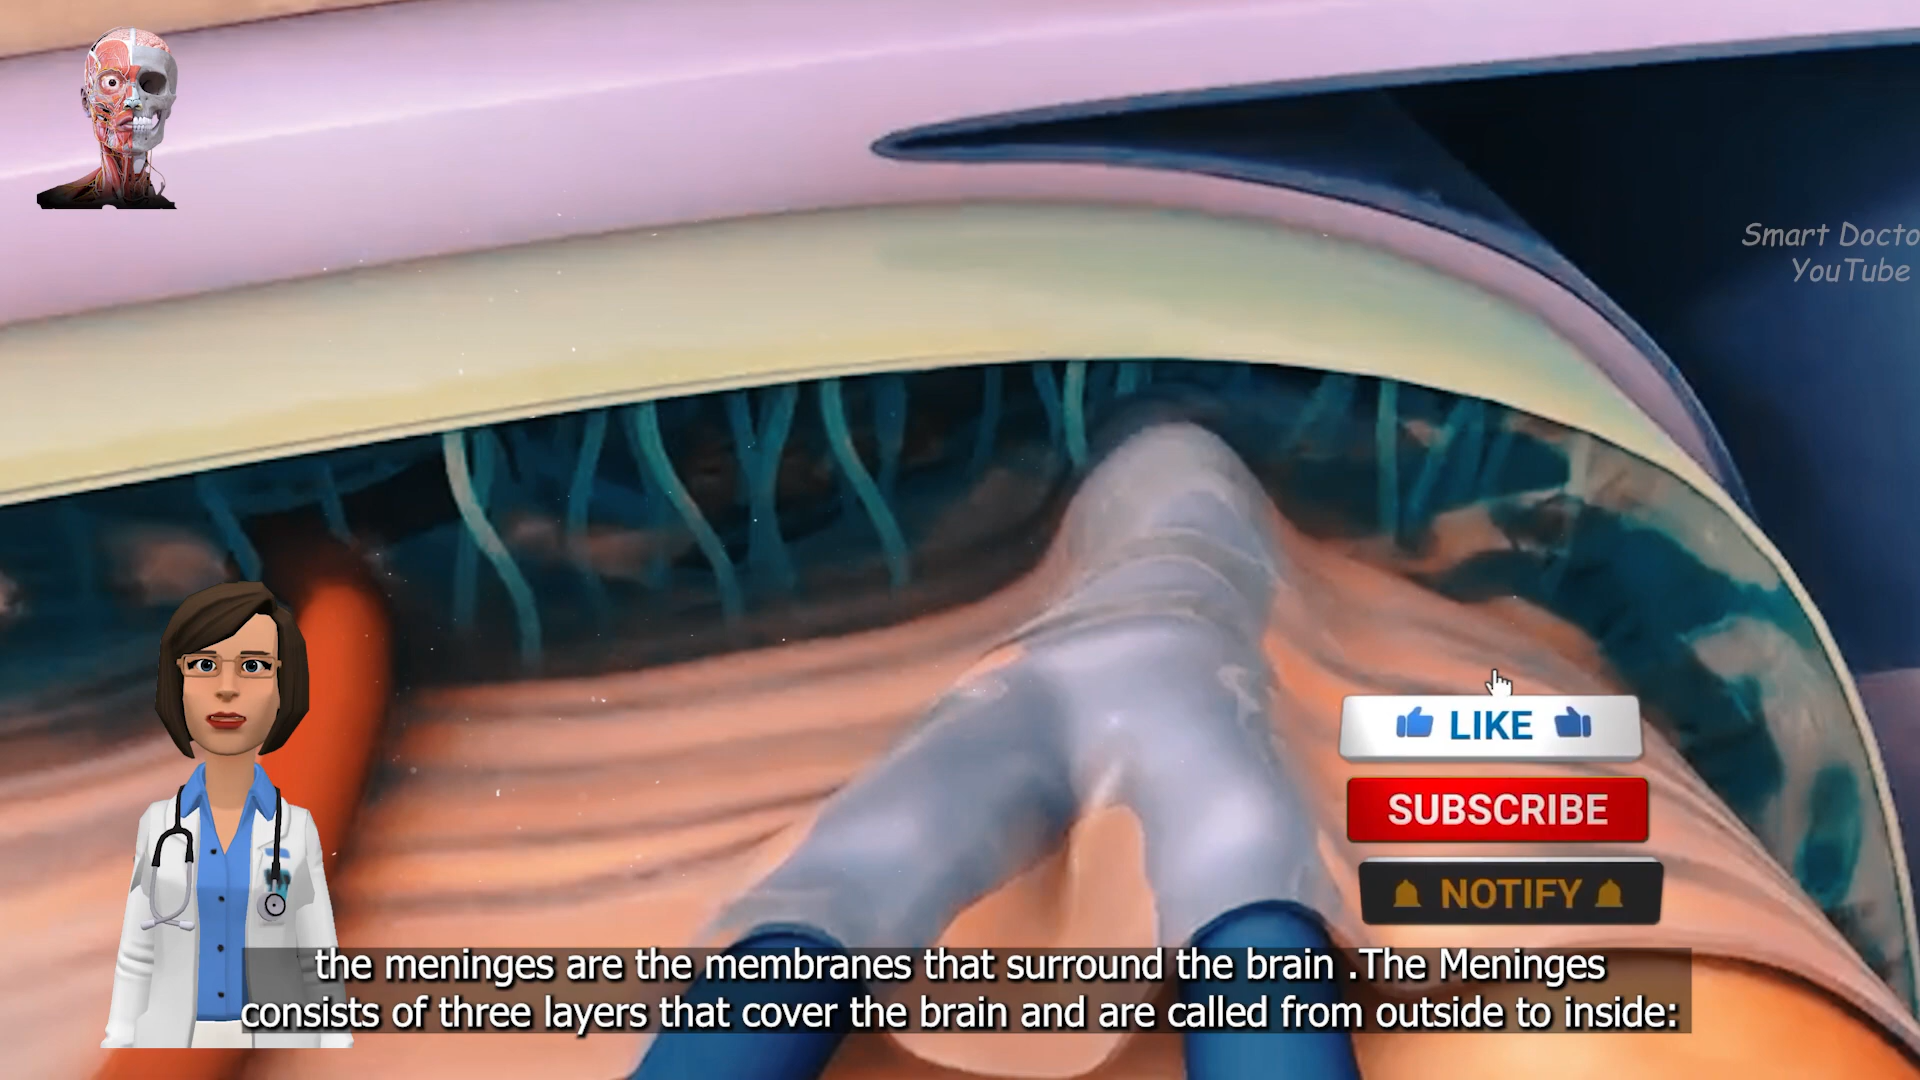 Smart Docto
YouTube
LIKE
SUBSCRIBE
NOTIFY
the meninges are the membranes that surround the brain .The Meninges
consists of three layers that cover the brain and are called from outside to inside: